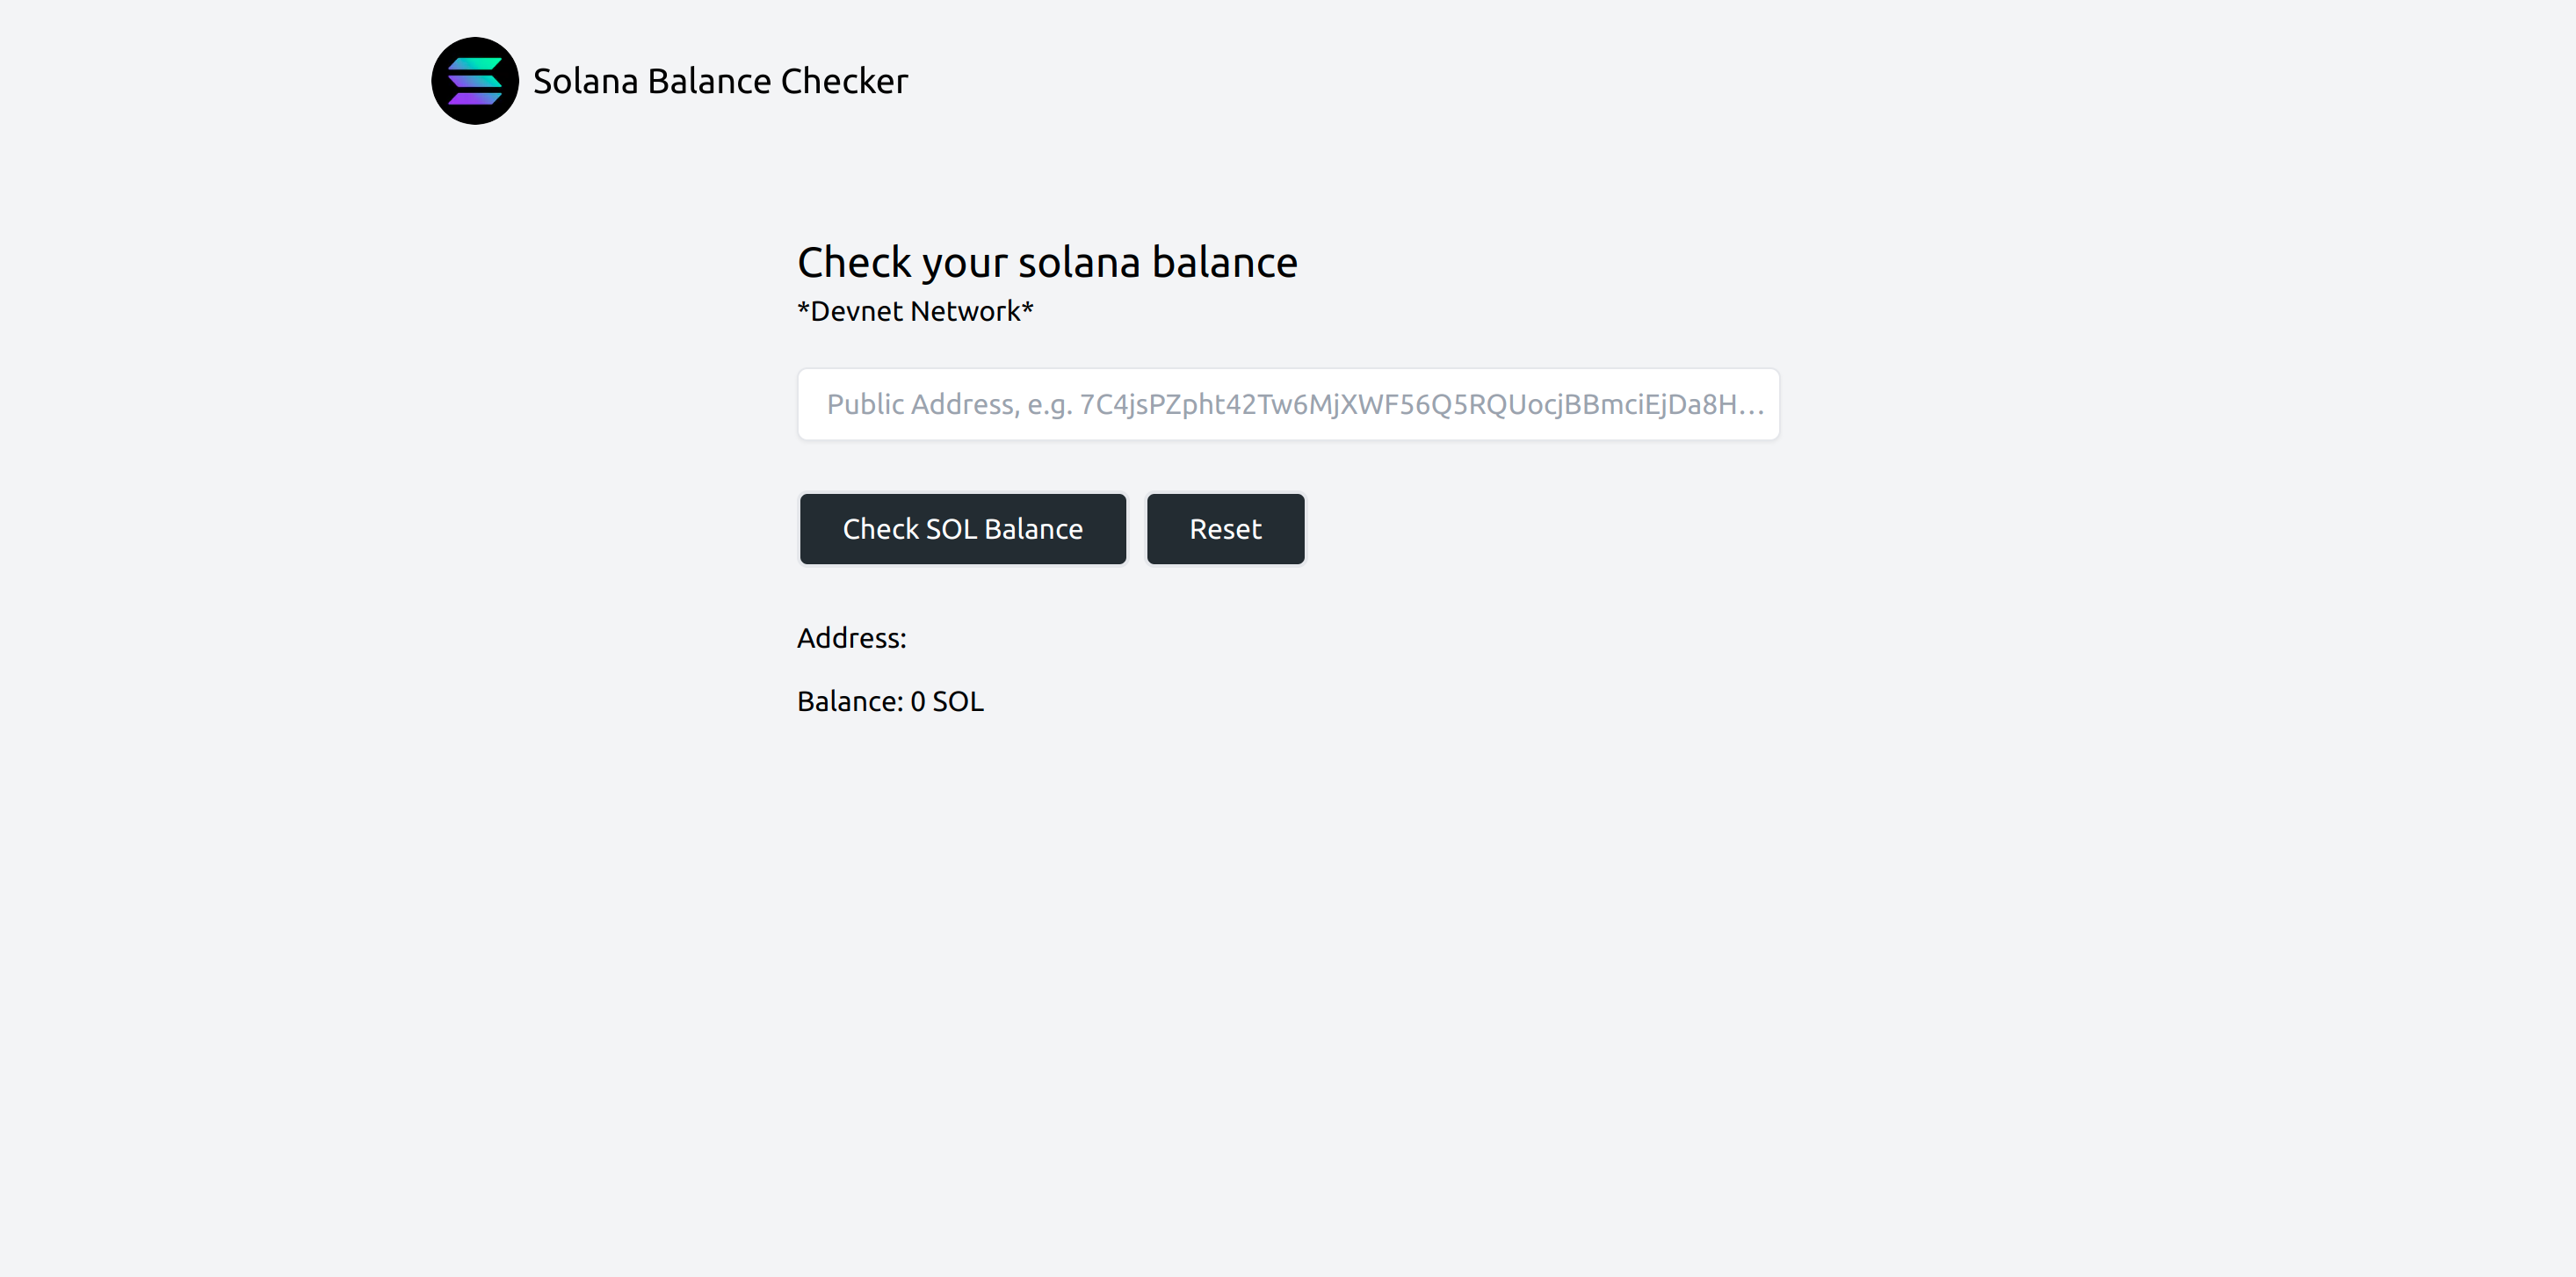 Solana Balance Checker
Check your solana balance
*Devnet Network*
Public Address, e.g. 7C4jsPZpht42Tw6MjXWF56Q5RQUocjBBmciEjDa8H...
Check SOL Balance
Reset
Address:
Balance: 0 SOL